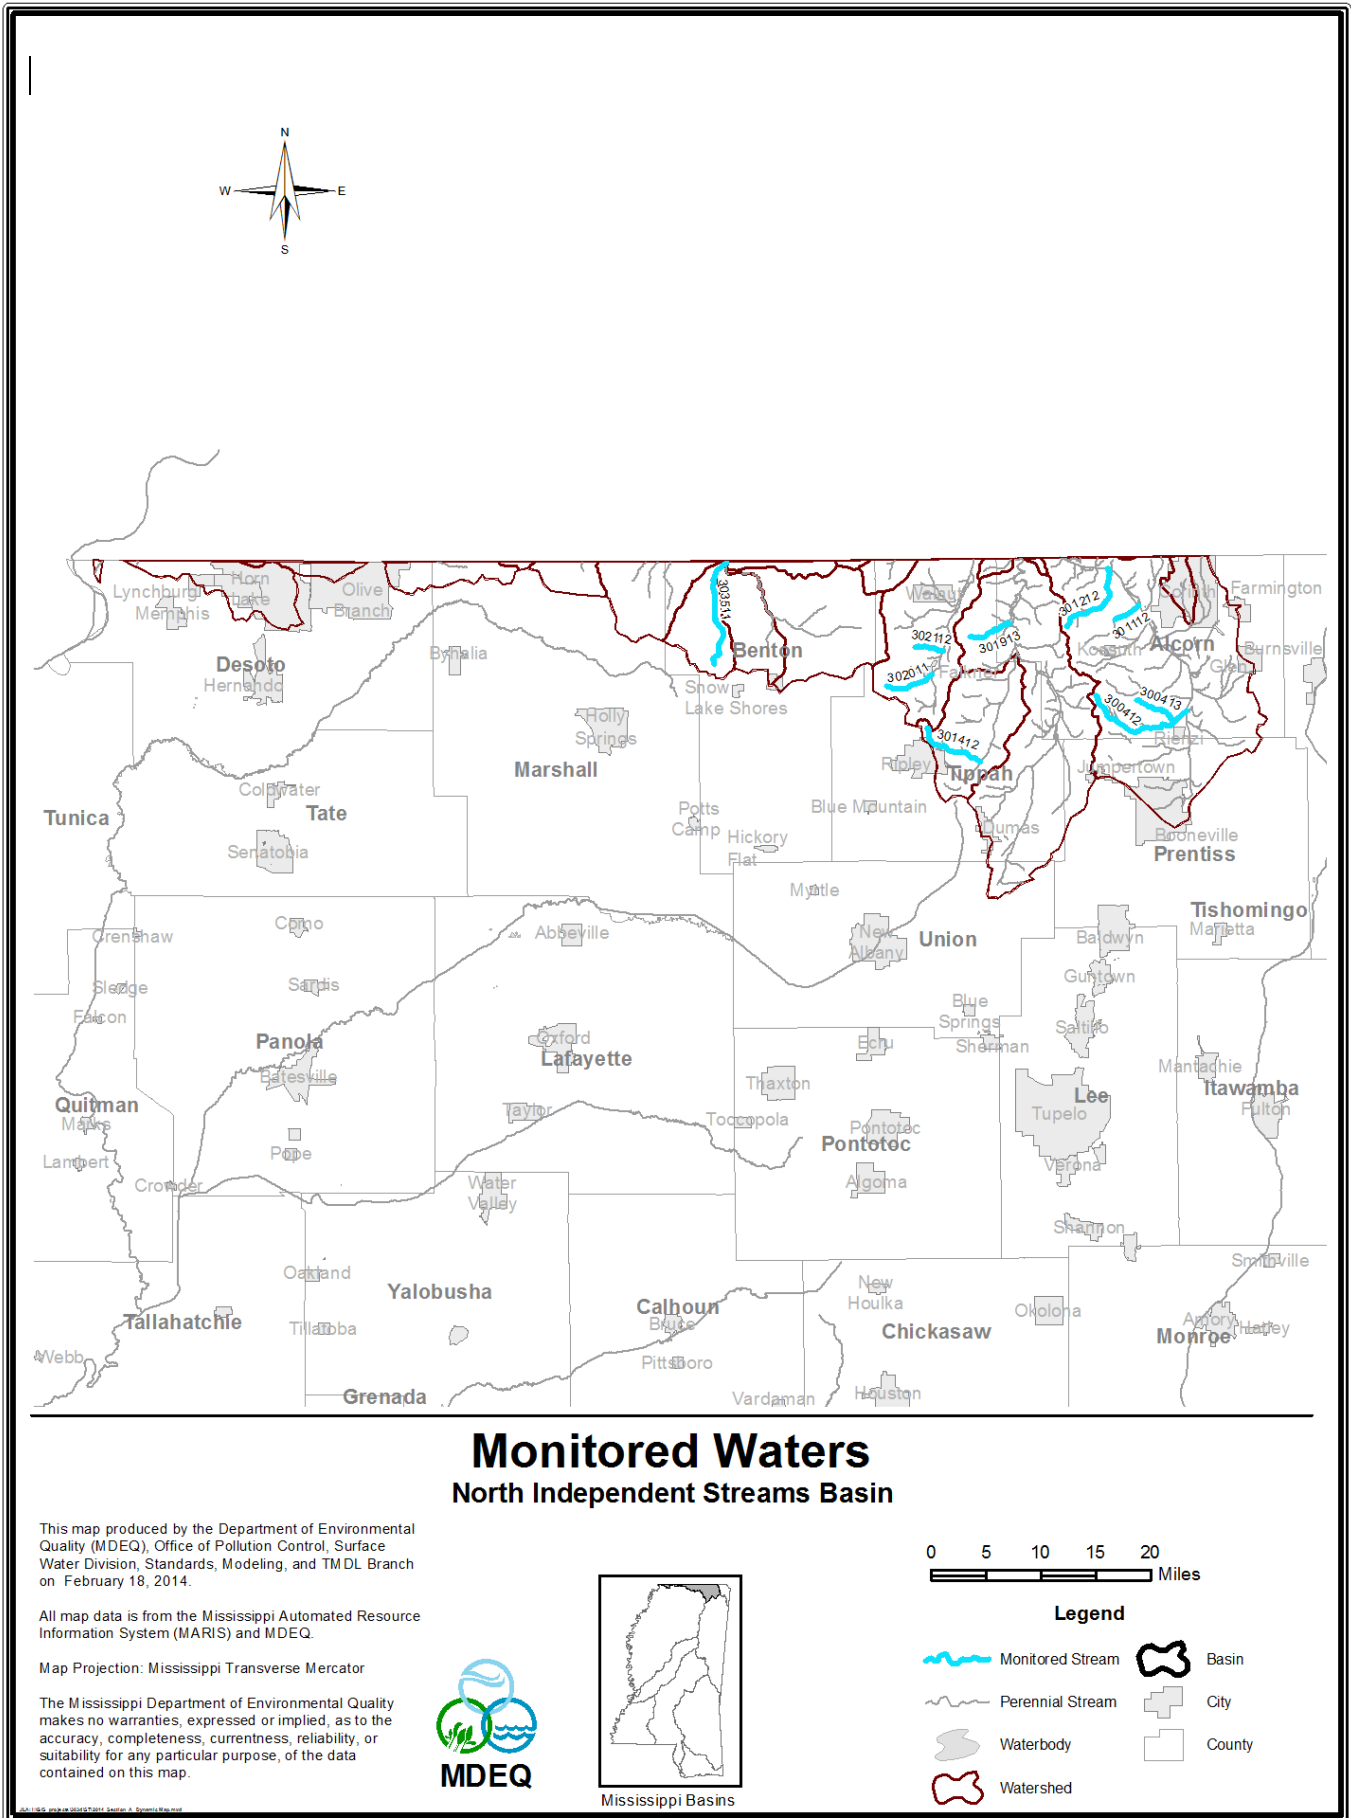 N
W E
S
Horn
Lake
Olive
Branch
Lynchburg
Memphis
Walnut
Corinth
Farmington
303511
301212
301112
302112
301913
Kossuth
Alcorn
Burnsville
Glen
Benton
Desoto
Hernando
Byhalia
302011
Falkner
Snow
Lake Shores
300412
300413
Holly
Springs
301412
Rienzi
Ripley
Tippah
Jumpertown
Marshall
Coldwater
Tate
Tunica
Potts
Camp
Blue Mountain
Hickory
Flat
Dumas
Booneville
Prentiss
Senatobia
Myrtle
Tishomingo
Marietta
Como
Crenshaw
Abbeville
New
Albany
Union
Baldwyn
Guntown
Sledge
Sardis
Falcon
Blue
Springs
Saltillo
Sherman
Panola
Oxford
Lafayette
Ecru
Mantachie
Batesville
Thaxton
Lee
Tupelo
Itawamba
Fulton
Quitman
Marks
Taylor
Toccopola
Pontotoc
Pontotoc
Lambert
Pope
Verona
Crowder
Water
Valley
Algoma
Shannon
Smithville
Oakland
Yalobusha
New
Houlka
Okolona
Tallahatchie
Tillatoba
Calhoun
Bruce
Chickasaw
Amory
Hatley
Monroe
Webb
Pittsboro
Grenada
Vardaman
Houston
Monitored Waters
North Independent Streams Basin
This map produced by the Department of Environmental
Quality (MDEQ), Office of Pollution Control, Surface
Water Division, Standards, Modeling, and TMDL Branch
on February 18, 2014.
All map data is from the Mississippi Automated Resource
Information System (MARIS) and MDEQ.
Map Projection: Mississippi Transverse Mercator
The Mississippi Department of Environmental Quality
makes no warranties, expressed or implied, as to the
accuracy, completeness, currentness, reliability, or
suitability for any particular purpose, of the data
contained on this map.
MDEQ
Mississippi Basins
0 5 10 15 20
Miles
Legend
Monitored Stream
Basin
Perennial Stream
City
Waterbody
County
Watershed